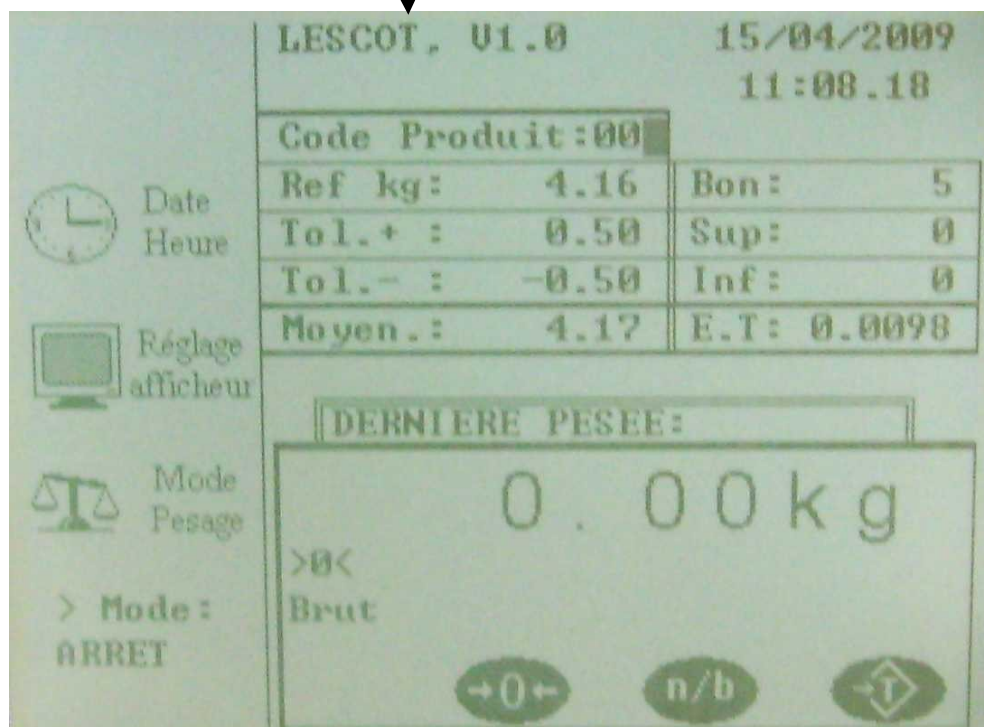 LESCOT, V1.0 15/04/2009
11:08.18
Code Produit:00
Ref kg: 4.16 Bon: 5
Tol.+ : 0.50 Sup: 0
Tol.- : -0.50 Inf: 0
Moyen.: 4.17 E.T: 0.0098
Date
Heure
Réglage
afficheur
Mode
Pesage
> Mode:
ARRET
DERNIERE PESEE:
0.00kg
>0<
Brut
→0←
n/b
→T